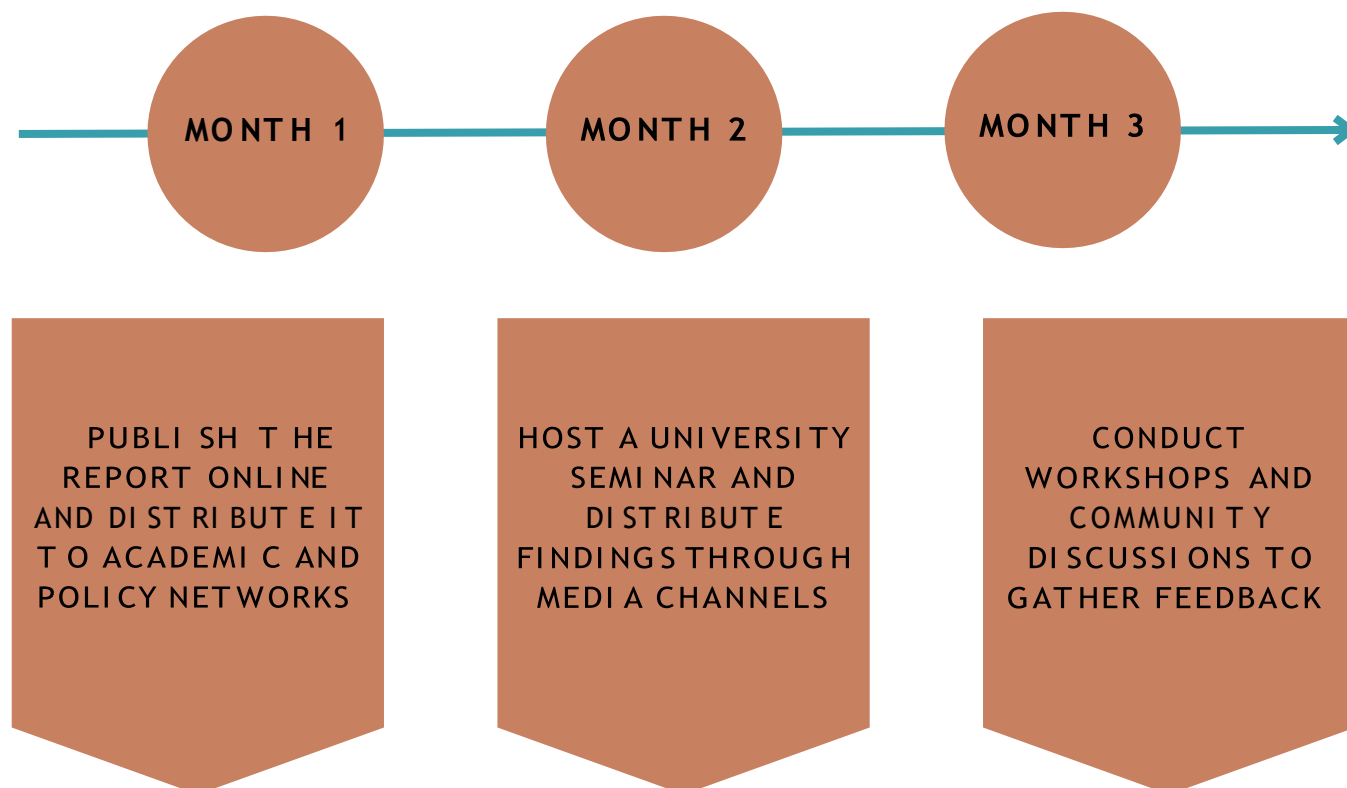 MONTH 1
MONTH 2
MONTH 3
PUBLISH THE
REPORT ONLINE
AND DISTRIBUTE IT
TO ACADEMIC AND
POLICY NETWORKS
HOST A UNIVERSITY
SEMINAR AND
DISTRIBUTE
FINDINGS THROUGH
MEDIA CHANNELS
CONDUCT
WORKSHOPS AND
COMMUNITY
DISCUSSIONS TO
GATHER FEEDBACK